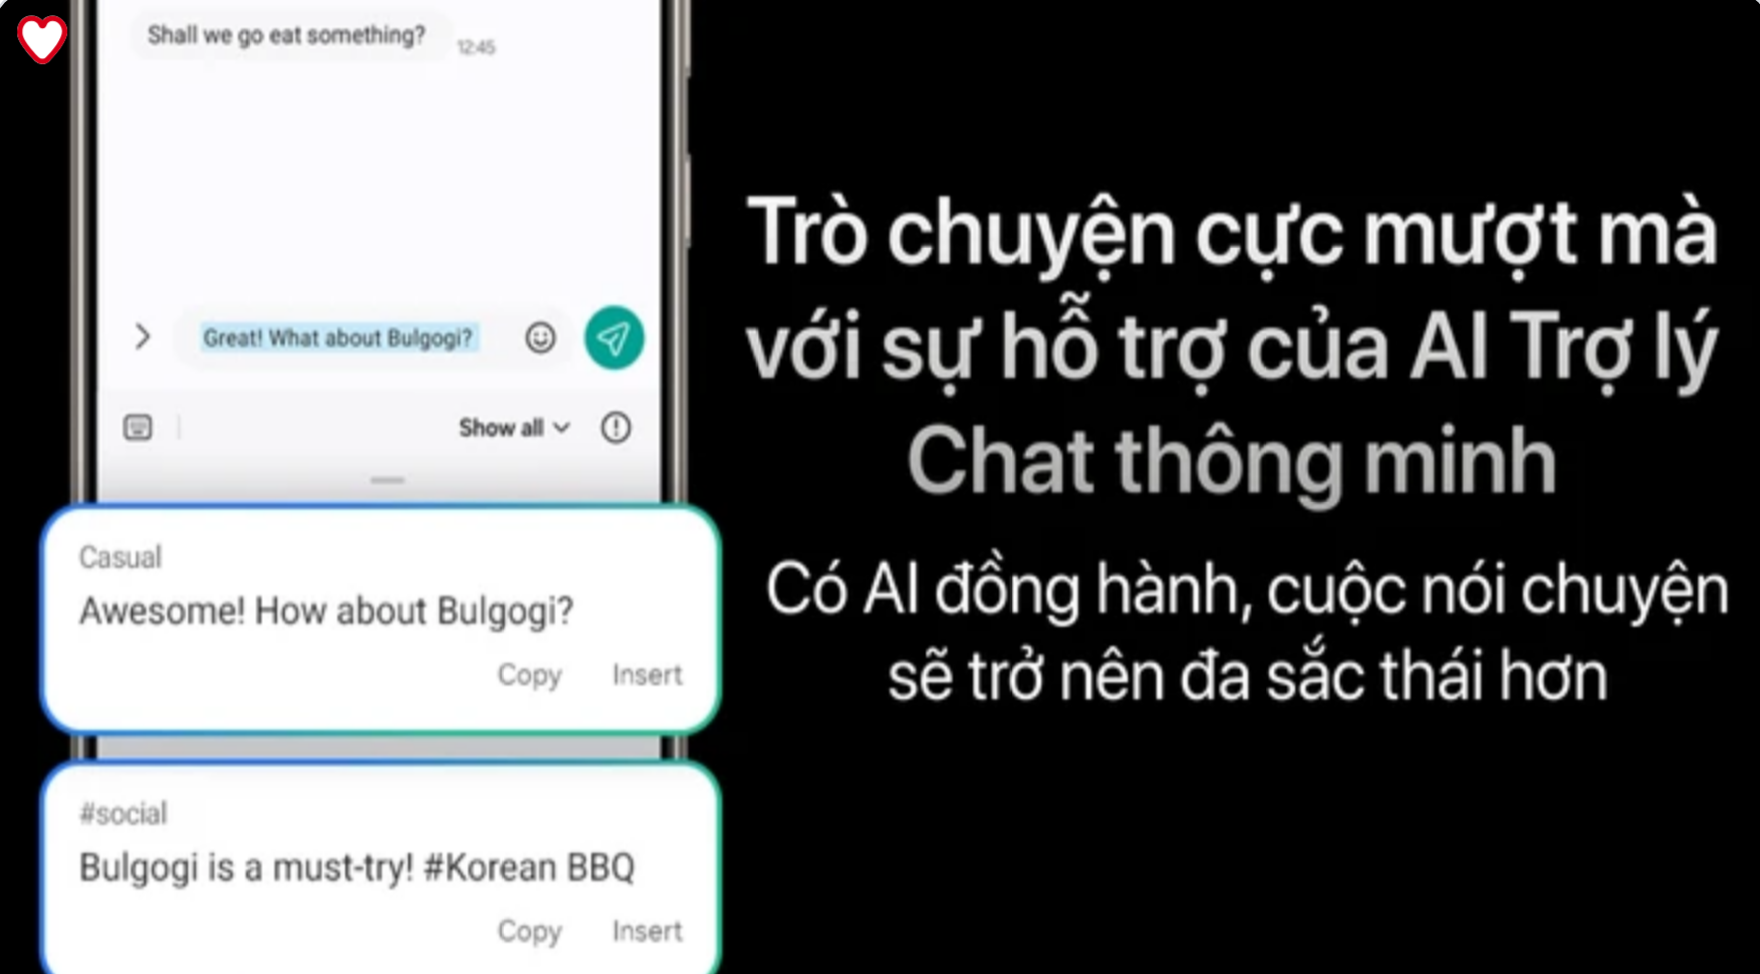 Shall we go eat something?
12:45
Great! What about Bulgogi?
Show all
Casual
Awesome! How about Bulgogi?
Copy Insert
#social
Bulgogi is a must-try! #Korean BBQ
Copy Insert
Trò chuyện cực mượt mà
với sự hỗ trợ của AI Trợ lý
Chat thông minh
Có AI đồng hành, cuộc nói chuyện
sẽ trở nên đa sắc thái hơn